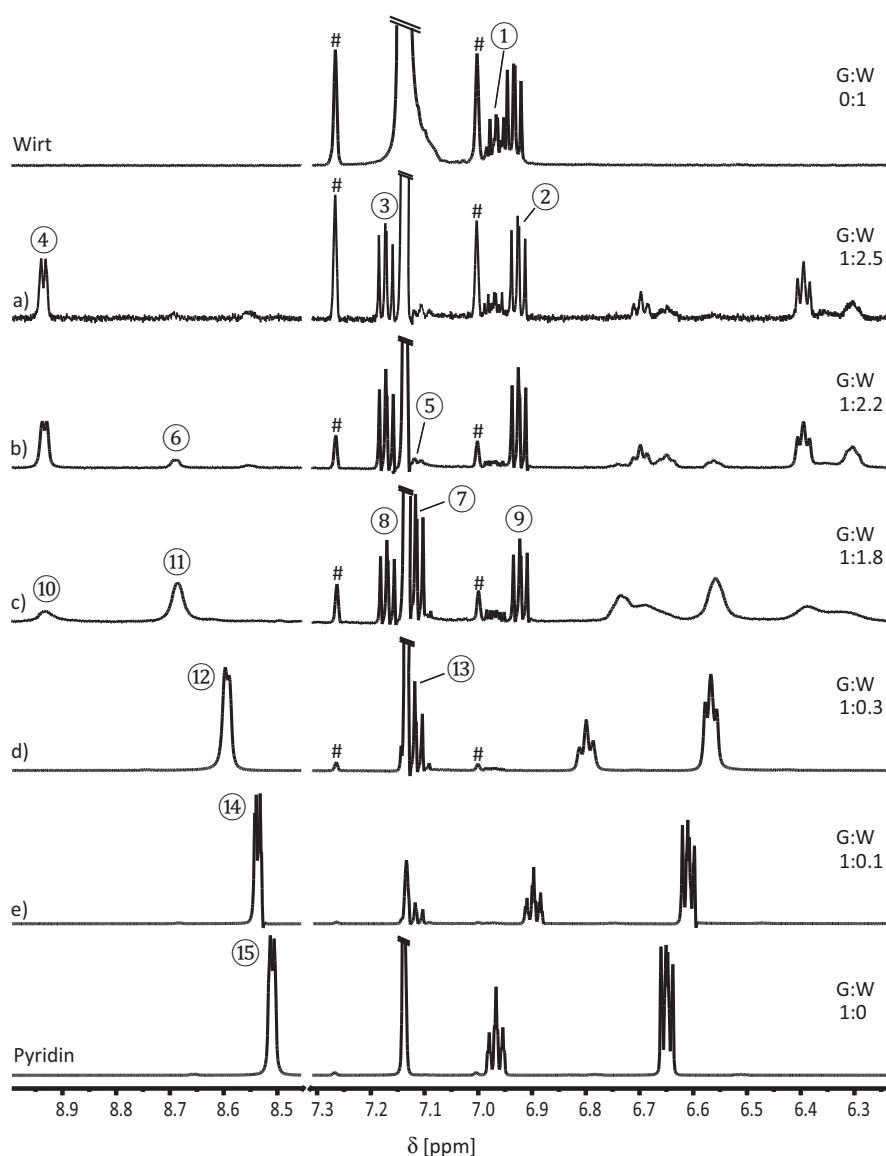 # ① # G:W
0:1
Wirt
# ③ # ② G:W
④ 1:2.5
a)
G:W
# ⑤ # 1:2.2
⑥
b)
⑧ ⑦ ⑨ G:W
⑩ ⑪ # # 1:1.8
c)
⑫ ⑬ G:W
1:0.3
d) # #
⑭ G:W
1:0.1
e)
⑮ G:W
1:0
Pyridin
8.9 8.8 8.7 8.6 8.5 7.3 7.2 7.1 7.0 6.9 6.8 6.7 6.6 6.5 6.4 6.3
δ [ppm]